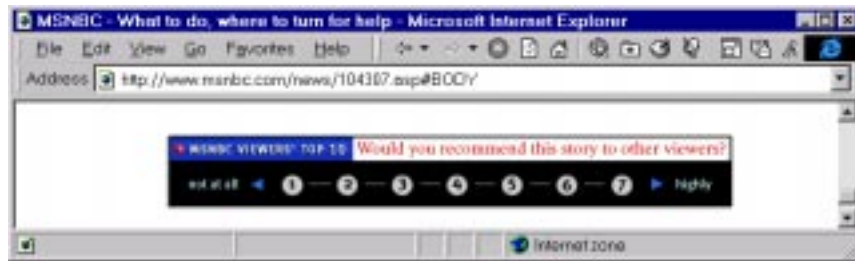 MSNBC - What to do, where to turn for help - Microsoft Internet Explorer
File Edit View Go Favorites Help
Address http://www.msnbc.com/news/104307.asp#BODY
MSNBC VIEWERS' TOP 10 Would you recommend this story to other viewers?
not at all 1 2 3 4 5 6 7 highly
Internet zone